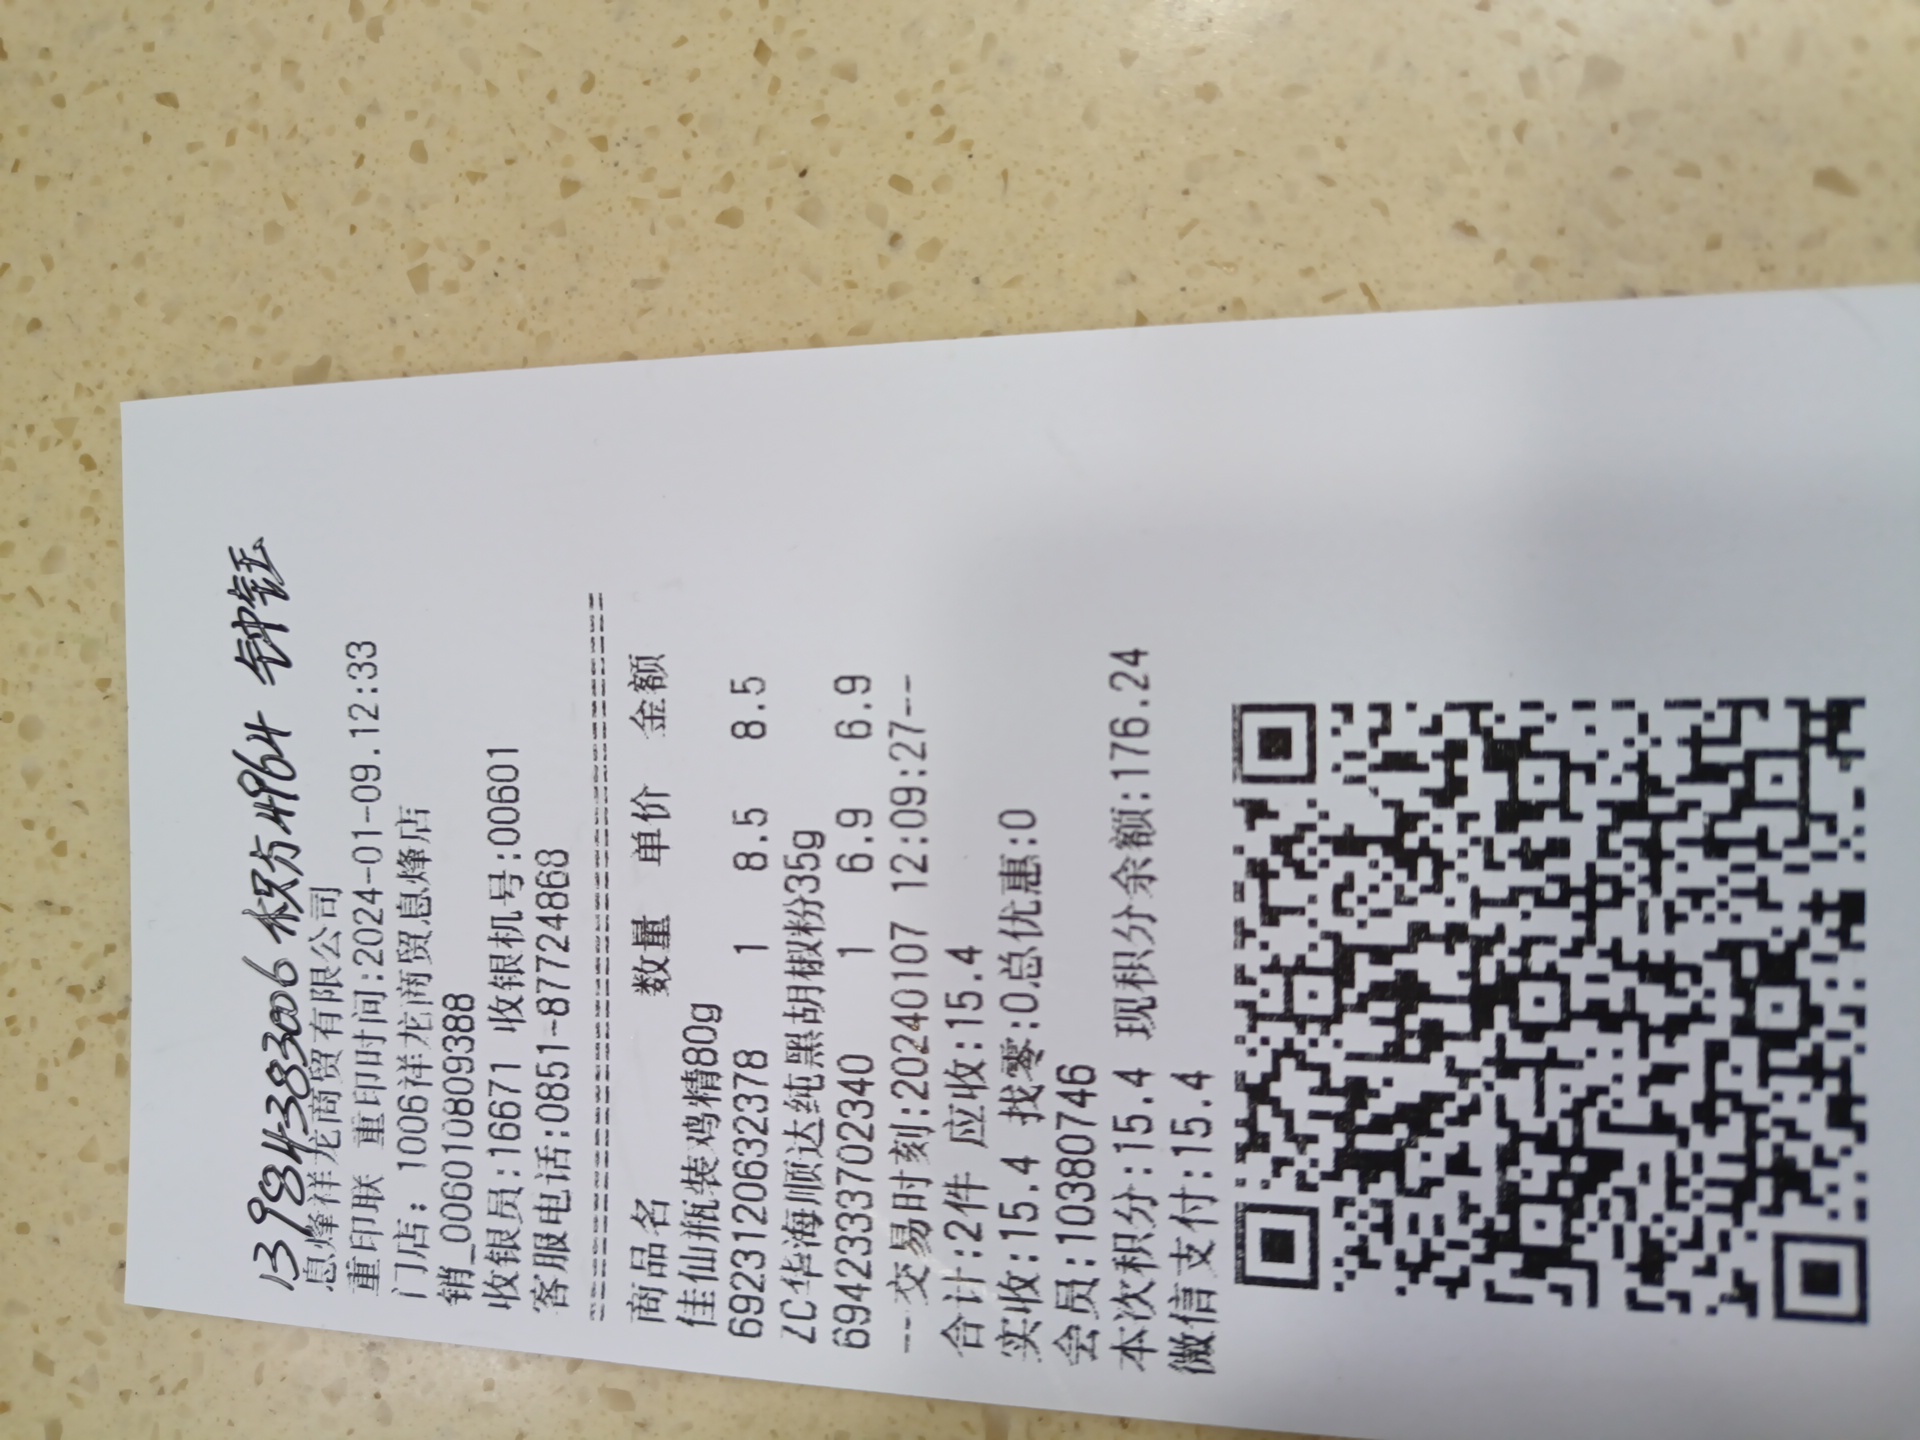 13984383006 权方4964 钟钰
息烽祥龙商贸有限公司
重印联 重印时间:2024-01-09.12:33
门店: 1006祥龙商贸息烽店
销_006010809388
收银员:16671 收银机号:00601
客服电话:0851-87724868
商品名 数量 单价 金额
佳仙瓶装鸡精80g
6923120632378 1 8.5 8.5
ZC华海顺达纯黑胡椒粉35g
6942333702340 1 6.9 6.9
---交易时刻:20240107 12:09:27--
合计:2件 应收:15.4
实收:15.4 找零:0总优惠:0
会员:10380746
本次积分:15.4 现积分余额:176.24
微信支付:15.4